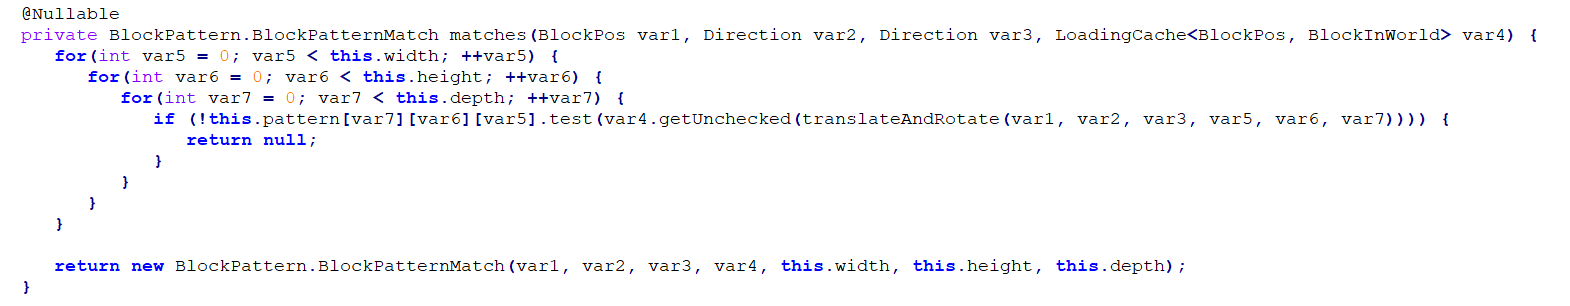 @Nullable
private BlockPattern.BlockPatternMatch matches(BlockPos var1, Direction var2, Direction var3, LoadingCache<BlockPos, BlockInWorld> var4) {
   for(int var5 = 0; var5 < this.width; ++var5) {
      for(int var6 = 0; var6 < this.height; ++var6) {
         for(int var7 = 0; var7 < this.depth; ++var7) {
            if (!this.pattern[var7][var6][var5].test(var4.getUnchecked(translateAndRotate(var1, var2, var3, var5, var6, var7)))) {
               return null;
            }
         }
      }
   }

   return new BlockPattern.BlockPatternMatch(var1, var2, var3, var4, this.width, this.height, this.depth);
}